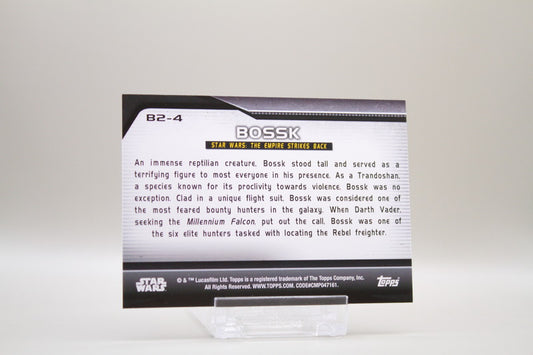 B2-4
BOSSK
STAR WARS: THE EMPIRE STRIKES BACK
An immense reptilian creature, Bossk stood tall and served as a
terrifying figure to most everyone in his presence. As a Trandoshan,
a species known for its proclivity towards violence, Bossk was no
exception. Clad in a unique flight suit, Bossk was considered one of
the most feared bounty hunters in the galaxy. When Darth Vader,
seeking the Millennium Falcon, put out the call, Bossk was one of
the six elite hunters tasked with locating the Rebel freighter.
STAR
WARS
© & ™ Lucasfilm Ltd. Topps is a registered trademark of The Topps Company, Inc.
All Rights Reserved. WWW.TOPPS.COM. CODE#CMP047161.
topps